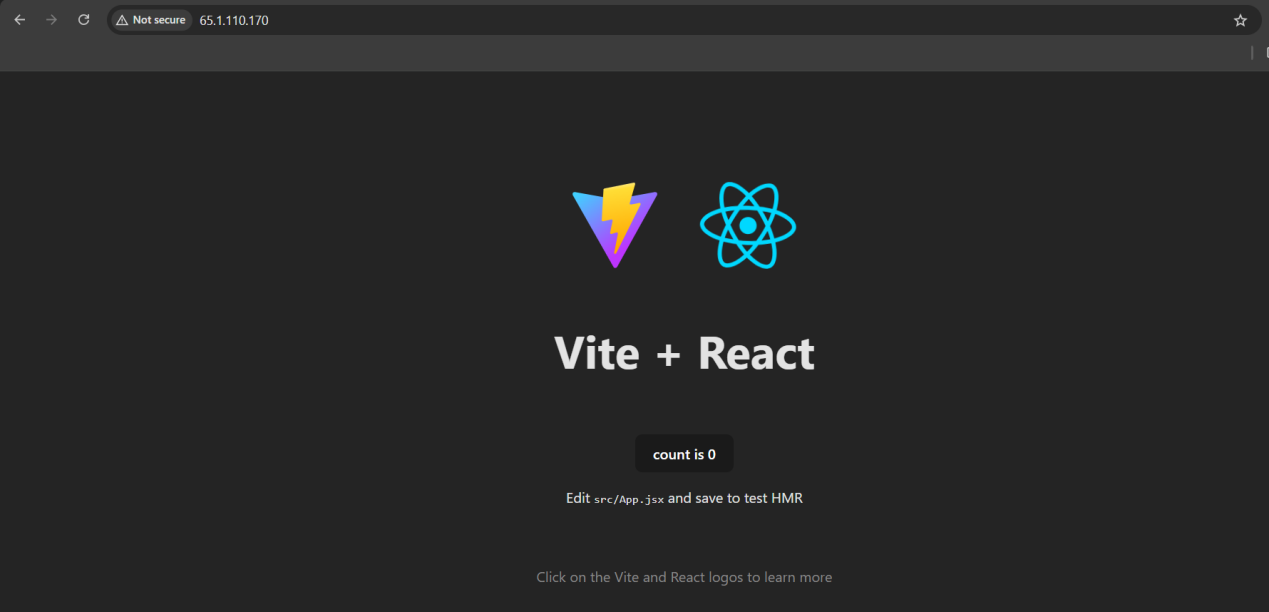 Not secure 65.1.110.170
Vite + React
count is 0
Edit src/App.jsx and save to test HMR
Click on the Vite and React logos to learn more